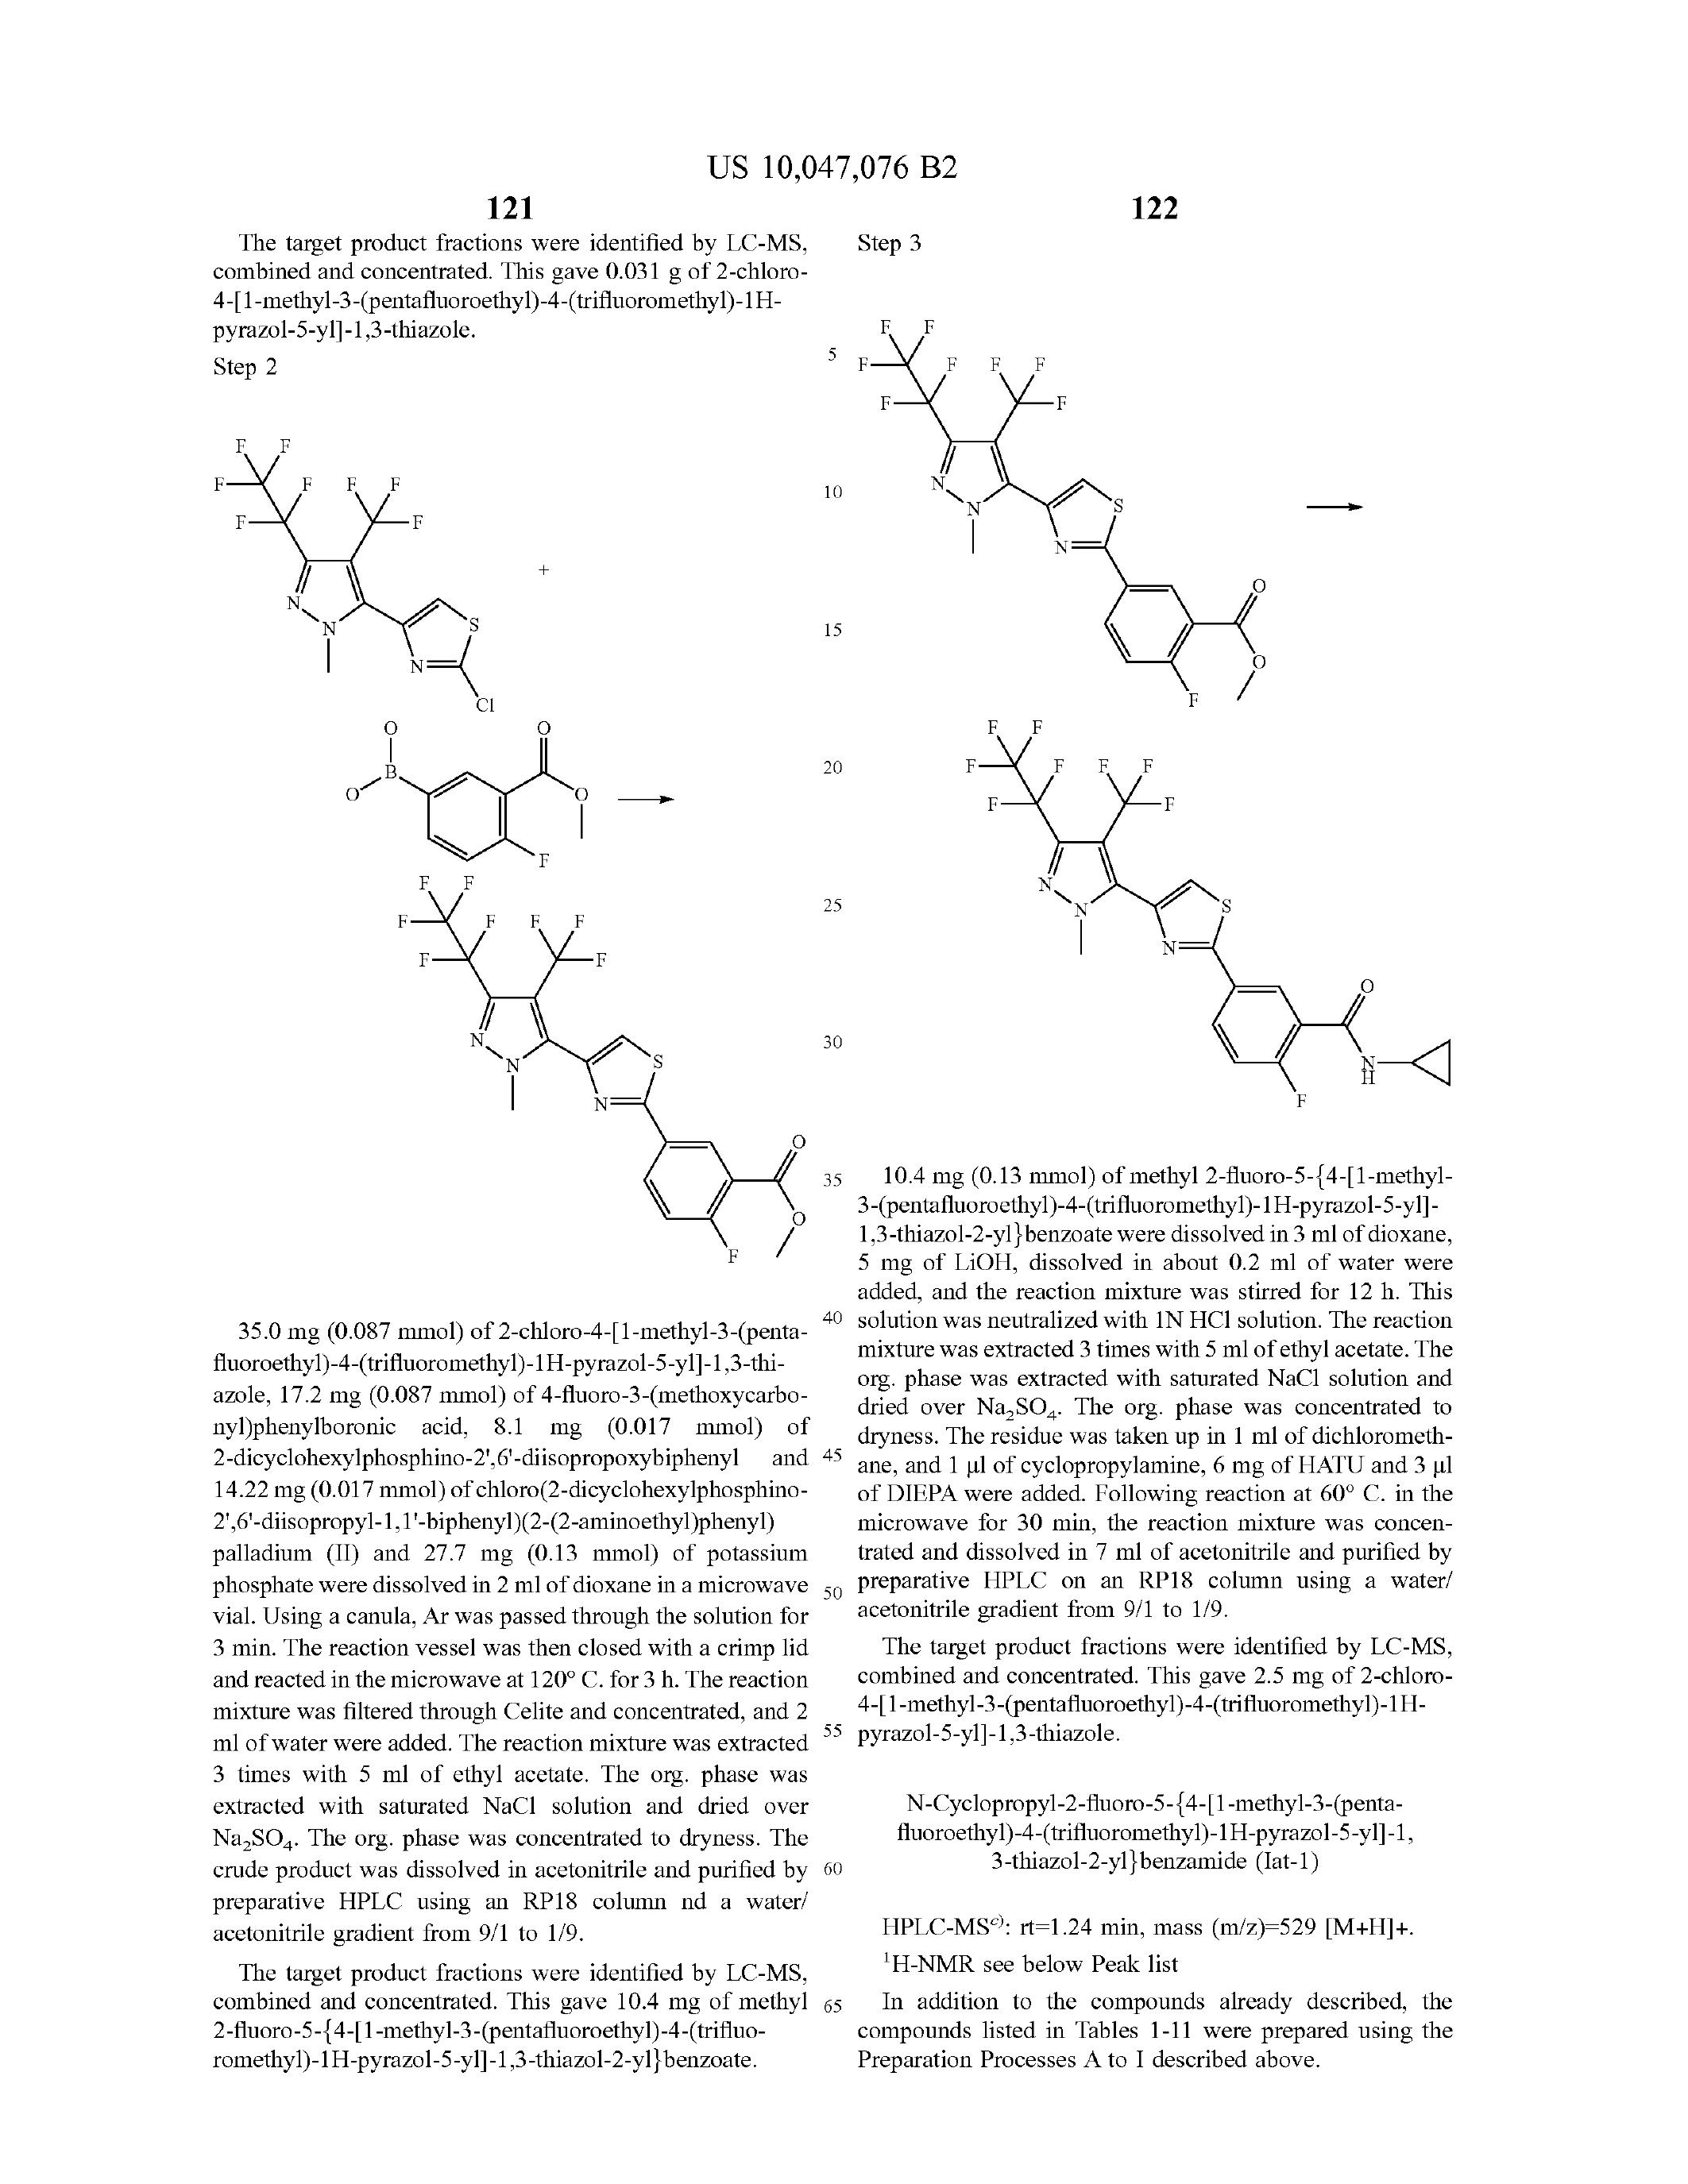 US 10,047,076 B2
121
The target product fractions were identified by LC-MS,
combined and concentrated. This gave 0.031 g of 2-chloro-
4-[1-methyl-3-(pentafluoroethyl)-4-(trifluoromethyl)-1H-
pyrazol-5-yl]-1,3-thiazole.
Step 2
F F
F F F F
F F
N
N S
N
Cl
+
O O
B
O O
F
F F
F F F F
F F
N
N S
N
O
O
F
35.0 mg (0.087 mmol) of 2-chloro-4-[1-methyl-3-(penta-
fluoroethyl)-4-(trifluoromethyl)-1H-pyrazol-5-yl]-1,3-thi-
azole, 17.2 mg (0.087 mmol) of 4-fluoro-3-(methoxycarbo-
nyl)phenylboronic acid, 8.1 mg (0.017 mmol) of
2-dicyclohexylphosphino-2',6'-diisopropoxybiphenyl and
14.22 mg (0.017 mmol) of chloro(2-dicyclohexylphosphino-
2',6'-diisopropyl-1,1'-biphenyl)(2-(2-aminoethyl)phenyl)
palladium (II) and 27.7 mg (0.13 mmol) of potassium
phosphate were dissolved in 2 ml of dioxane in a microwave
vial. Using a canula, Ar was passed through the solution for
3 min. The reaction vessel was then closed with a crimp lid
and reacted in the microwave at 120° C. for 3 h. The reaction
mixture was filtered through Celite and concentrated, and 2
ml of water were added. The reaction mixture was extracted
3 times with 5 ml of ethyl acetate. The org. phase was
extracted with saturated NaCl solution and dried over
Na₂SO₄. The org. phase was concentrated to dryness. The
crude product was dissolved in acetonitrile and purified by
preparative HPLC using an RP18 column nd a water/
acetonitrile gradient from 9/1 to 1/9.
The target product fractions were identified by LC-MS,
combined and concentrated. This gave 10.4 mg of methyl
2-fluoro-5-{4-[1-methyl-3-(pentafluoroethyl)-4-(trifluo-
romethyl)-1H-pyrazol-5-yl]-1,3-thiazol-2-yl}benzoate.
5
10
15
20
25
30
35
40
45
50
55
60
65
122
Step 3
F F
F F F F
F F
N
N S
N
O
O
F
F F
F F F F
F F
N
N S
N
O
N
H
F
10.4 mg (0.13 mmol) of methyl 2-fluoro-5-{4-[1-methyl-
3-(pentafluoroethyl)-4-(trifluoromethyl)-1H-pyrazol-5-yl]-
1,3-thiazol-2-yl}benzoate were dissolved in 3 ml of dioxane,
5 mg of LiOH, dissolved in about 0.2 ml of water were
added, and the reaction mixture was stirred for 12 h. This
solution was neutralized with 1N HCl solution. The reaction
mixture was extracted 3 times with 5 ml of ethyl acetate. The
org. phase was extracted with saturated NaCl solution and
dried over Na₂SO₄. The org. phase was concentrated to
dryness. The residue was taken up in 1 ml of dichlorometh-
ane, and 1 µl of cyclopropylamine, 6 mg of HATU and 3 µl
of DIEPA were added. Following reaction at 60° C. in the
microwave for 30 min, the reaction mixture was concen-
trated and dissolved in 7 ml of acetonitrile and purified by
preparative HPLC on an RP18 column using a water/
acetonitrile gradient from 9/1 to 1/9.
The target product fractions were identified by LC-MS,
combined and concentrated. This gave 2.5 mg of 2-chloro-
4-[1-methyl-3-(pentafluoroethyl)-4-(trifluoromethyl)-1H-
pyrazol-5-yl]-1,3-thiazole.
N-Cyclopropyl-2-fluoro-5-{4-[1-methyl-3-(penta-
fluoroethyl)-4-(trifluoromethyl)-1H-pyrazol-5-yl]-1,
3-thiazol-2-yl}benzamide (Iat-1)
HPLC-MSᶜ⁾: rt=1.24 min, mass (m/z)=529 [M+H]+.
¹H-NMR see below Peak list
In addition to the compounds already described, the
compounds listed in Tables 1-11 were prepared using the
Preparation Processes A to I described above.